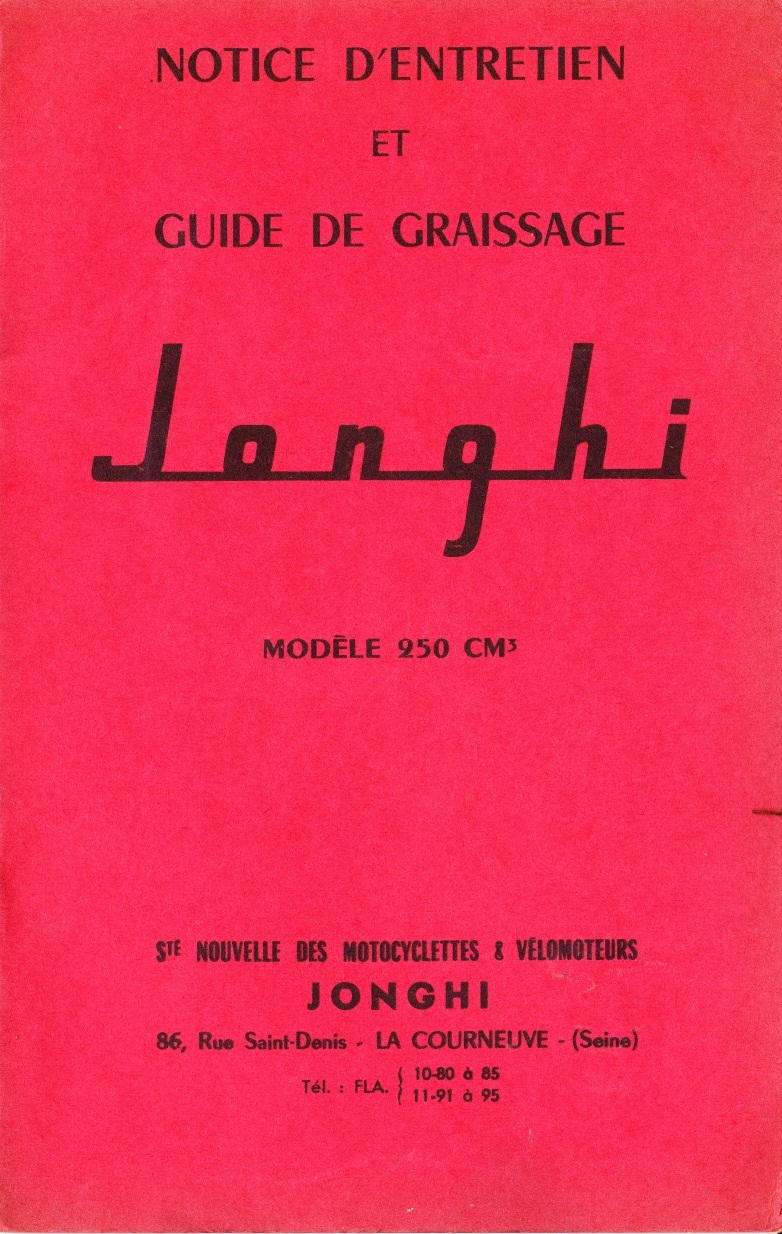 NOTICE D'ENTRETIEN
ET
GUIDE DE GRAISSAGE
Jonghi
MODÈLE 250 CM³
STÉ NOUVELLE DES MOTOCYCLETTES & VÉLOMOTEURS
JONGHI
86, Rue Saint-Denis - LA COURNEUVE - (Seine)
Tél. : FLA. { 10-80 à 85
11-91 à 95